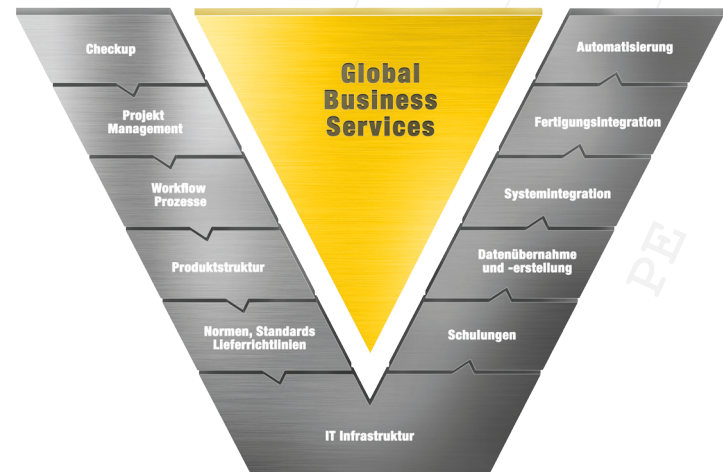 Checkup
Projekt
Management
Workflow
Prozesse
Produktstruktur
Normen, Standards
Lieferrichtlinien
IT Infrastruktur
Global
Business
Services
Automatisierung
Fertigungsintegration
Systemintegration
Datenübernahme
und -erstellung
Schulungen
PE